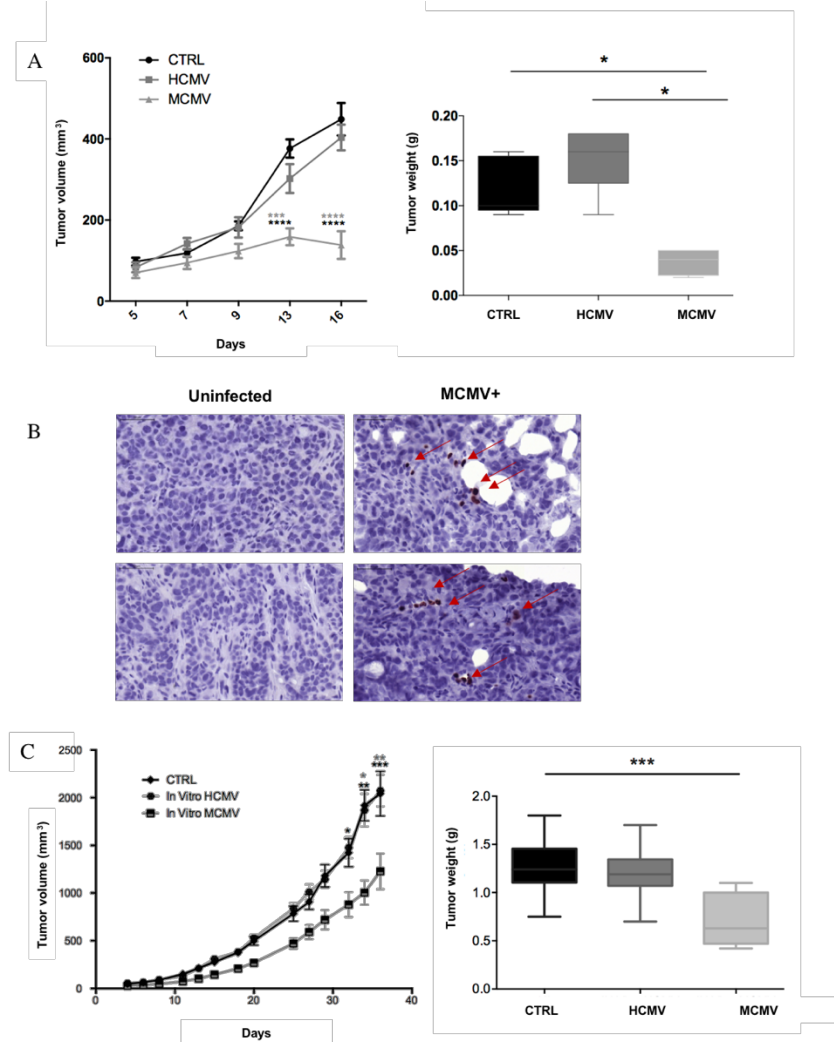 A
600
400
200
0
Tumor volume (mm³)
CTRL
HCMV
MCMV
***
****
****
****
5
7
9
13
16
Days
*
*
0.20
0.15
0.10
0.05
0.00
Tumor weight (g)
CTRL
HCMV
MCMV
Uninfected
MCMV+
B
C
2500
2000
1500
1000
500
0
Tumor volume (mm³)
CTRL
In Vitro HCMV
In Vitro MCMV
*
*
**
**
***
0
10
20
30
40
Days
***
2.0
1.5
1.0
0.5
0.0
Tumor weight (g)
CTRL
HCMV
MCMV